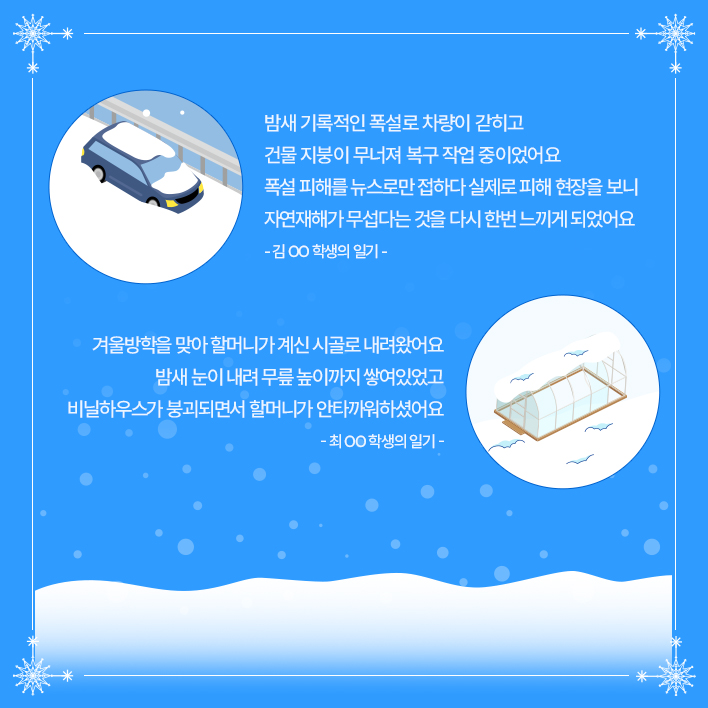 밤새 기록적인 폭설로 차량이 갇히고
건물 지붕이 무너져 복구 작업 중이었어요
폭설 피해를 뉴스로만 접하다 실제로 피해 현장을 보니
자연재해가 무섭다는 것을 다시 한번 느끼게 되었어요
- 김 OO 학생의 일기 -
겨울방학을 맞아 할머니가 계신 시골로 내려왔어요
밤새 눈이 내려 무릎 높이까지 쌓여있었고
비닐하우스가 붕괴되면서 할머니가 안타까워하셨어요
- 최 OO 학생의 일기 -